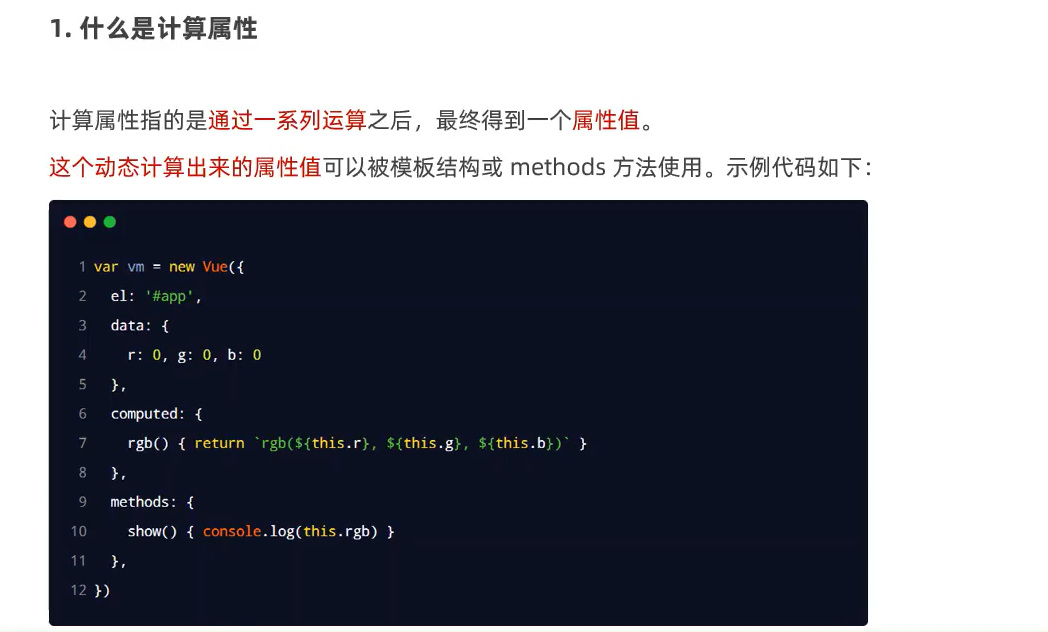 1. 什么是计算属性
计算属性指的是通过一系列运算之后，最终得到一个属性值。
这个动态计算出来的属性值可以被模板结构或 methods 方法使用。示例代码如下：
1 var vm = new Vue({
2   el: '#app',
3   data: {
4     r: 0, g: 0, b: 0
5   },
6   computed: {
7     rgb() { return `rgb(${this.r}, ${this.g}, ${this.b})` }
8   },
9   methods: {
10     show() { console.log(this.rgb) }
11   },
12 })